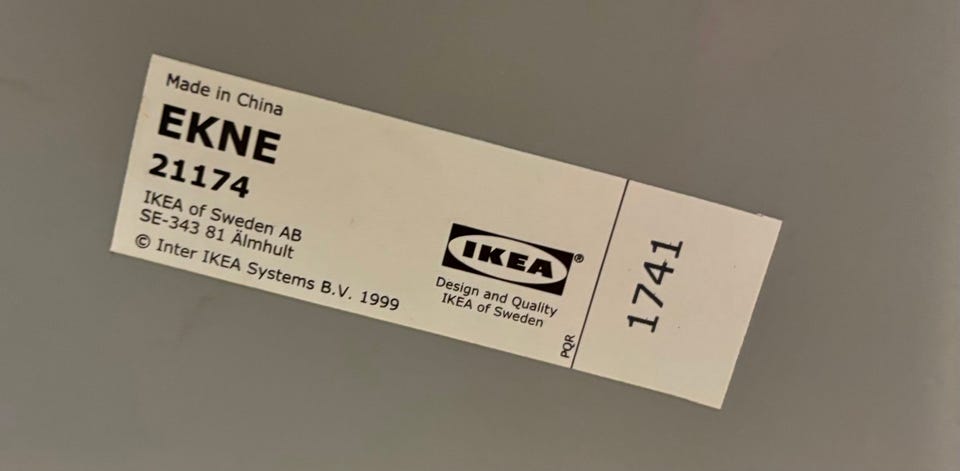 Made in China
EKNE
21174
IKEA of Sweden AB
SE-343 81 Älmhult
© Inter IKEA Systems B.V. 1999
IKEA®
Design and Quality
IKEA of Sweden
PQR
1741